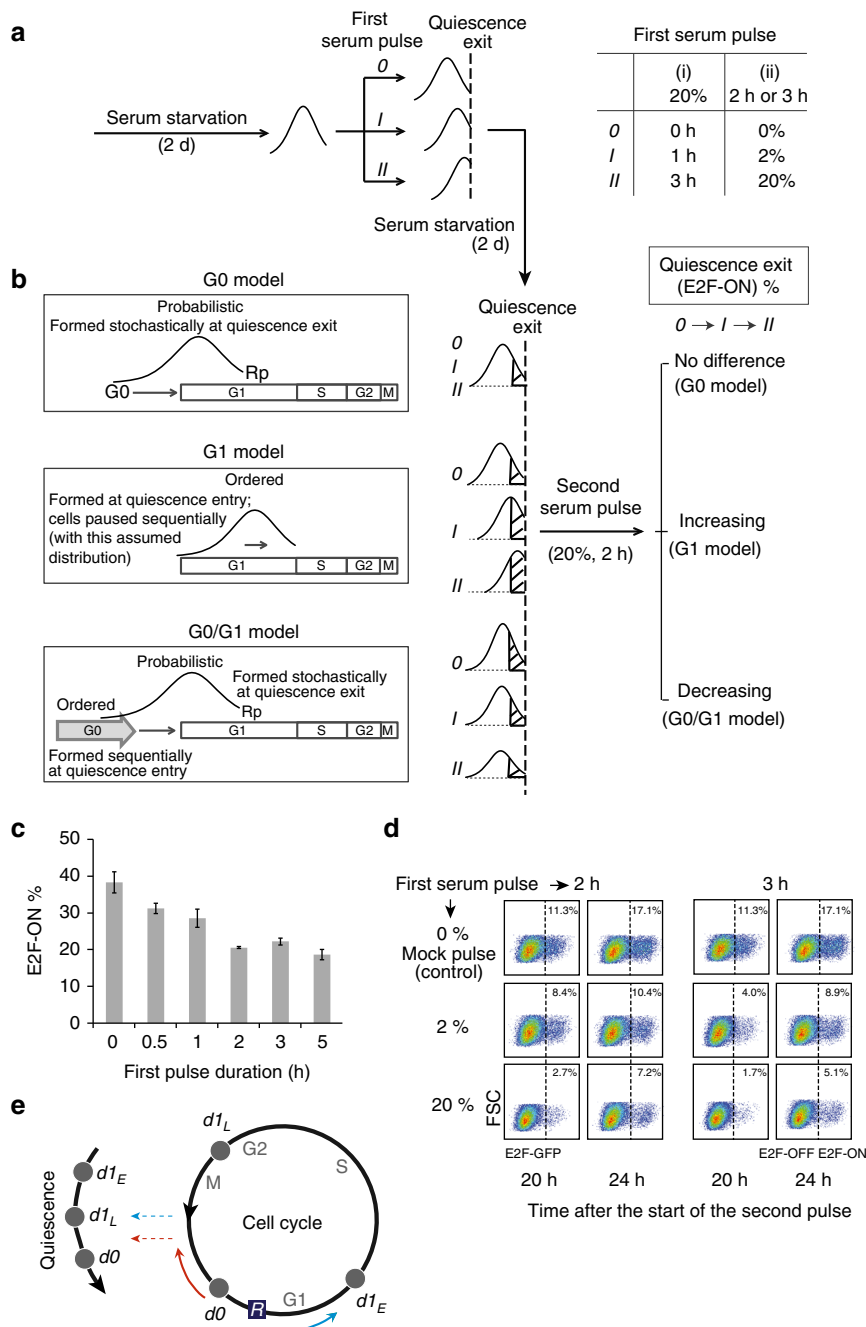 a
First serum pulse
Quiescence exit
Serum starvation
(2 d)
0
I
II
Serum starvation
(2 d)
First serum pulse
(i) (ii)
20% 2 h or 3 h
0 0 h 0%
I 1 h 2%
II 3 h 20%
b
G0 model
Probabilistic
Formed stochastically at quiescence exit
Rp
G0
G1 S G2 M
G1 model
Ordered
Formed at quiescence entry;
cells paused sequentially
(with this assumed
distribution)
G1 S G2 M
G0/G1 model
Probabilistic
Formed stochastically
at quiescence exit
Ordered
Rp
G0 G1 S G2 M
Formed sequentially
at quiescence entry
Quiescence
exit
0
I
II
0
I
II
0
I
II
Second
serum pulse
(20%, 2 h)
Quiescence exit
(E2F-ON) %
0 → I → II
No difference
(G0 model)
Increasing
(G1 model)
Decreasing
(G0/G1 model)
c
E2F-ON %
50
40
30
20
10
0
0 0.5 1 2 3 5
First pulse duration (h)
d
First serum pulse → 2 h 3 h
0 %
Mock pulse
(control)
11.3% 17.1% 11.3% 17.1%
2 %
8.4% 10.4% 4.0% 8.9%
20 %
2.7% 7.2% 1.7% 5.1%
FSC
E2F-GFP E2F-OFF E2F-ON
20 h 24 h 20 h 24 h
Time after the start of the second pulse
e
Quiescence
d1E
d1L
d0
d1L
G2
S
M
Cell cycle
d0
R
G1
d1E